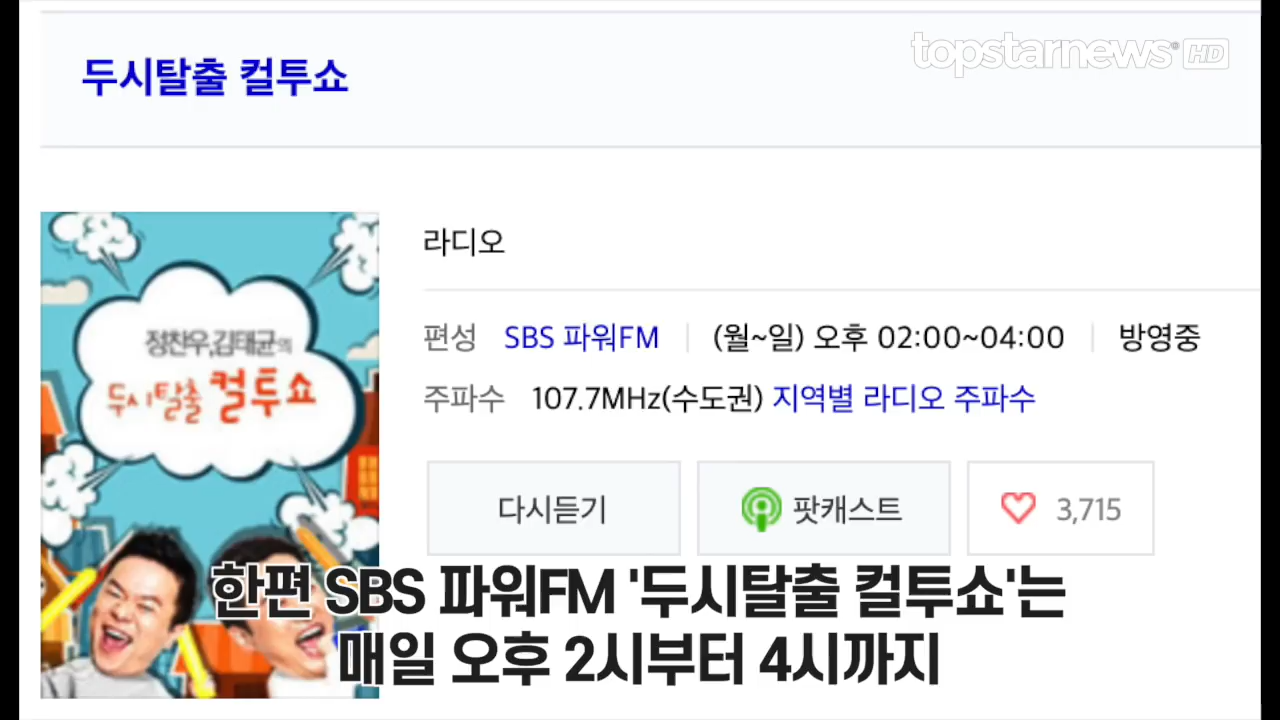 topstarnews HD
두시탈출 컬투쇼
정찬우,김태균의
두시탈출 컬투쇼
라디오
편성 SBS 파워FM (월~일) 오후 02:00~04:00 방영중
주파수 107.7MHz(수도권) 지역별 라디오 주파수
다시듣기 팟캐스트 3,715
한편 SBS 파워FM '두시탈출 컬투쇼'는
매일 오후 2시부터 4시까지